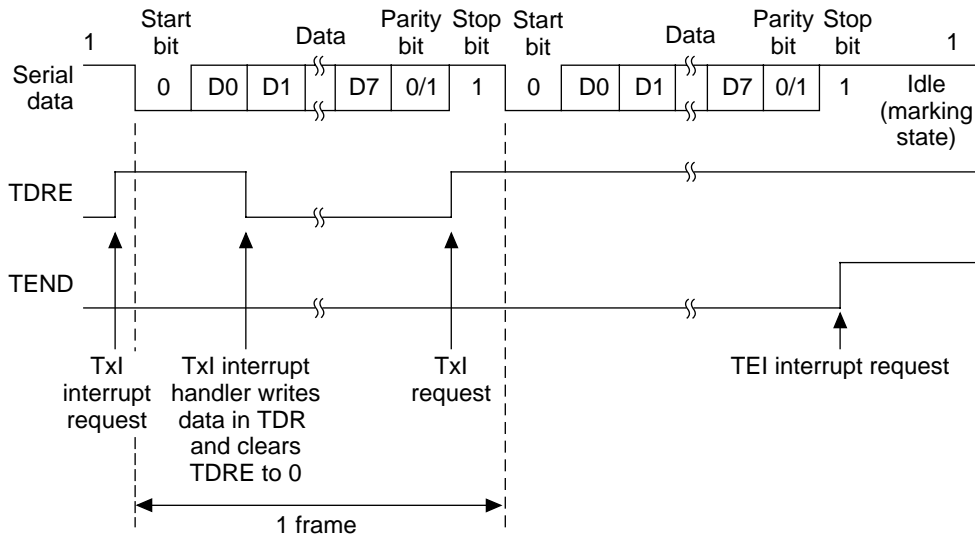 1
Start
bit
Data
Parity
bit
Stop
bit
Start
bit
Data
Parity
bit
Stop
bit
1
Serial
data
0
D0
D1
D7
0/1
1
0
D0
D1
D7
0/1
1
Idle
(marking
state)
TDRE
TEND
TxI
interrupt
request
TxI interrupt
handler writes
data in TDR
and clears
TDRE to 0
TxI
request
TEI interrupt request
1 frame